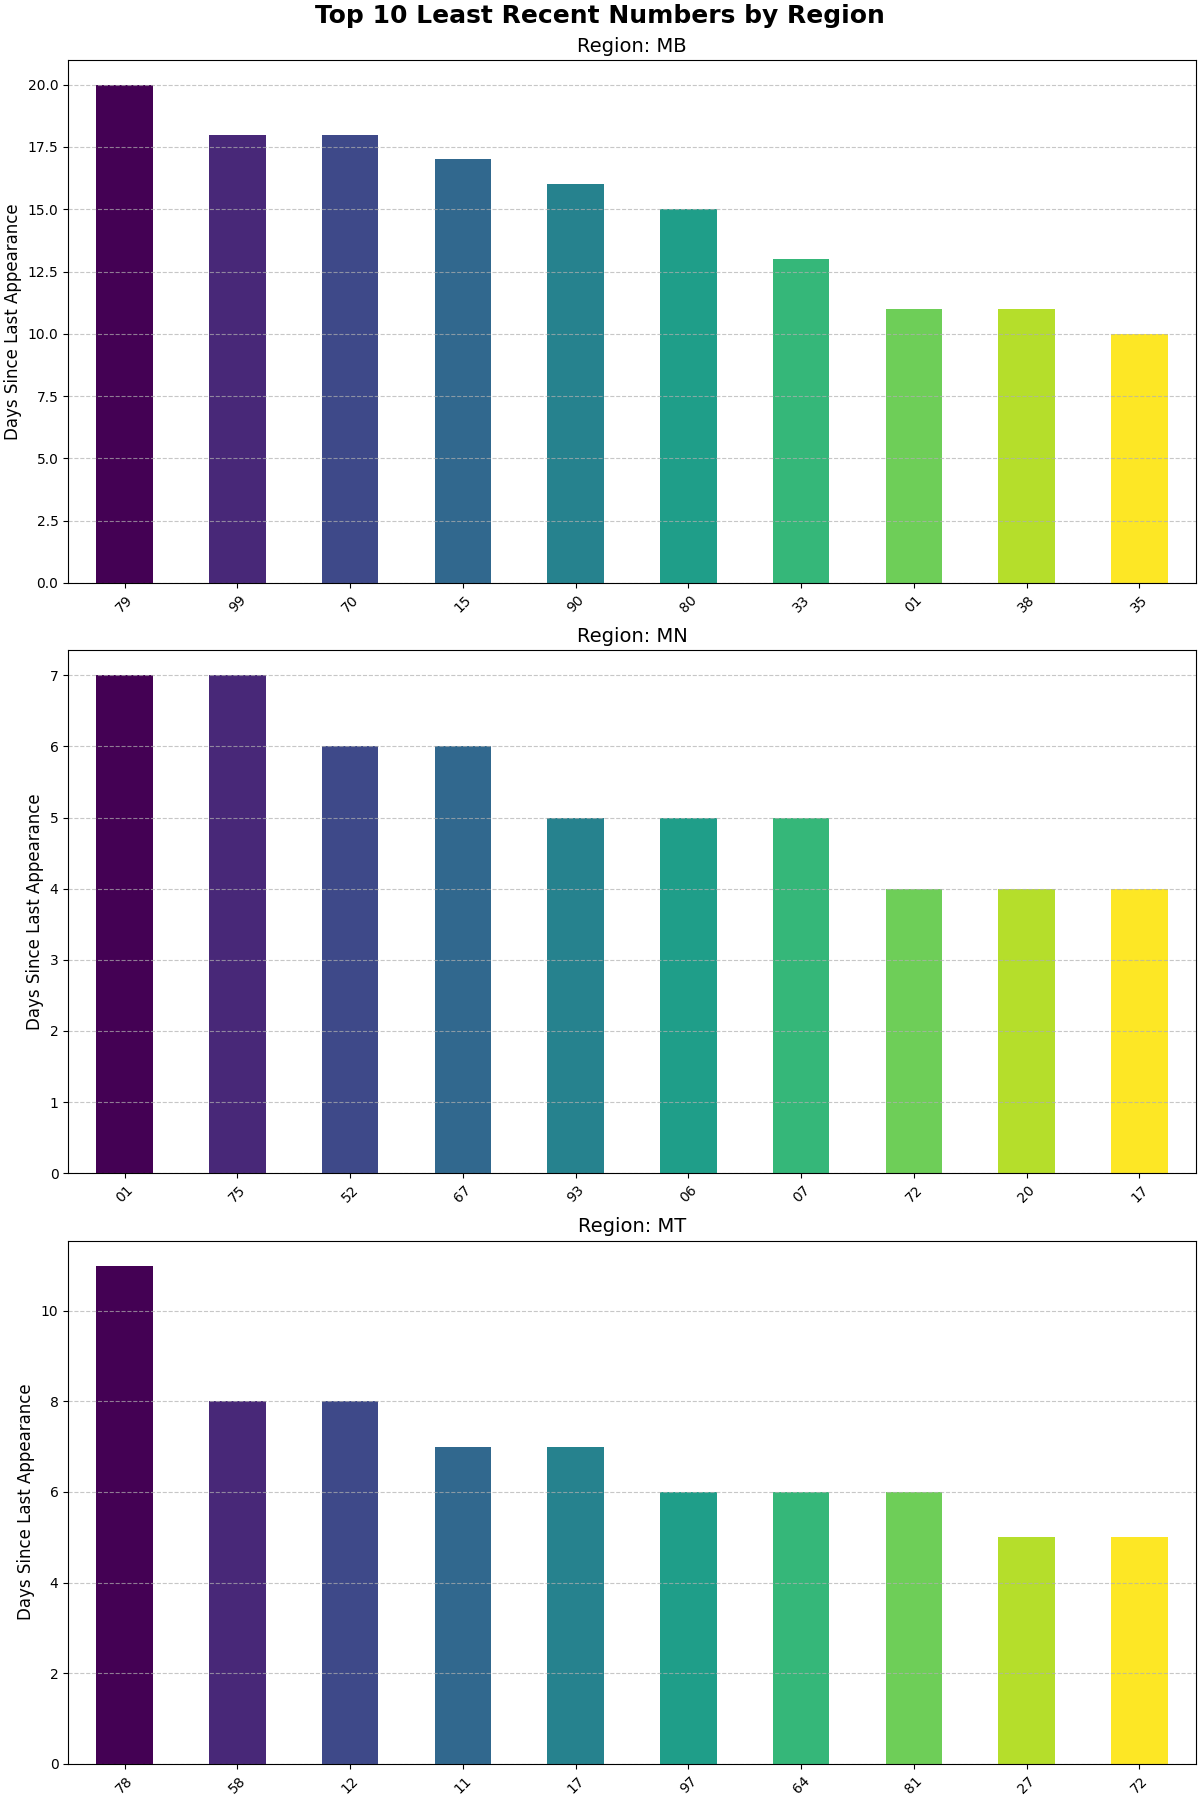 Top 10 Least Recent Numbers by Region
Region: MB
Days Since Last Appearance
20.0
17.5
15.0
12.5
10.0
7.5
5.0
2.5
0.0
79 99 70 15 90 80 33 01 38 35
Region: MN
Days Since Last Appearance
7
6
5
4
3
2
1
0
01 75 52 67 93 06 07 72 20 17
Region: MT
Days Since Last Appearance
10
8
6
4
2
0
78 58 12 11 17 97 64 81 27 72